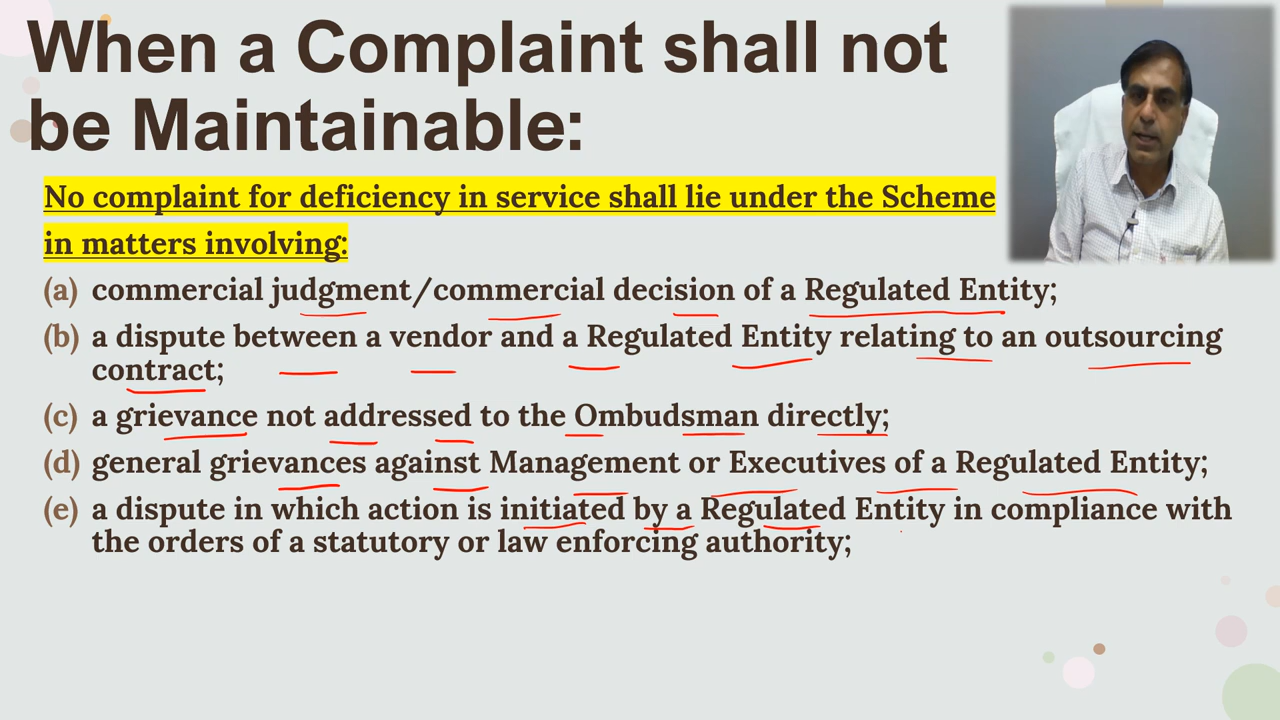 When a Complaint shall not
be Maintainable:
No complaint for deficiency in service shall lie under the Scheme
in matters involving:
(a) commercial judgment/commercial decision of a Regulated Entity;
(b) a dispute between a vendor and a Regulated Entity relating to an outsourcing
contract;
(c) a grievance not addressed to the Ombudsman directly;
(d) general grievances against Management or Executives of a Regulated Entity;
(e) a dispute in which action is initiated by a Regulated Entity in compliance with
the orders of a statutory or law enforcing authority;